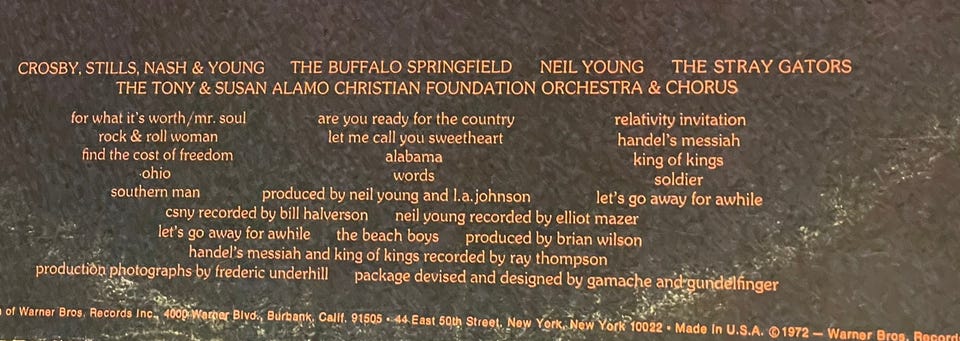 CROSBY, STILLS, NASH & YOUNG THE BUFFALO SPRINGFIELD NEIL YOUNG THE STRAY GATORS
THE TONY & SUSAN ALAMO CHRISTIAN FOUNDATION ORCHESTRA & CHORUS
for what it's worth/mr. soul are you ready for the country relativity invitation
rock & roll woman let me call you sweetheart handel's messiah
find the cost of freedom alabama king of kings
ohio words soldier
southern man produced by neil young and l.a.johnson let's go away for awhile
csny recorded by bill halverson neil young recorded by elliot mazer
let's go away for awhile the beach boys produced by brian wilson
handel's messiah and king of kings recorded by ray thompson
production photographs by frederic underhill package devised and designed by gamache and gundelfinger
of Warner Bros. Records Inc., 4000 Warner Blvd., Burbank, Calif. 91505 • 44 East 50th Street, New York, New York 10022 • Made in U.S.A. ©1972 — Warner Bros. Record